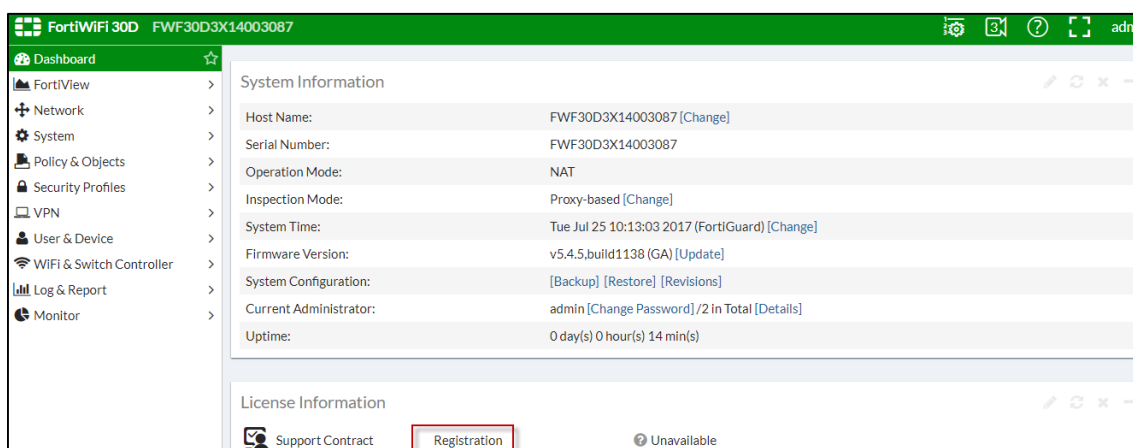 FortiWiFi 30D FWF30D3X14003087 3 ? adm
Dashboard
FortiView
Network
System
Policy & Objects
Security Profiles
VPN
User & Device
WiFi & Switch Controller
Log & Report
Monitor
System Information
Host Name: FWF30D3X14003087 [Change]
Serial Number: FWF30D3X14003087
Operation Mode: NAT
Inspection Mode: Proxy-based [Change]
System Time: Tue Jul 25 10:13:03 2017 (FortiGuard) [Change]
Firmware Version: v5.4.5,build1138 (GA) [Update]
System Configuration: [Backup] [Restore] [Revisions]
Current Administrator: admin [Change Password] /2 in Total [Details]
Uptime: 0 day(s) 0 hour(s) 14 min(s)
License Information
Support Contract Registration ? Unavailable